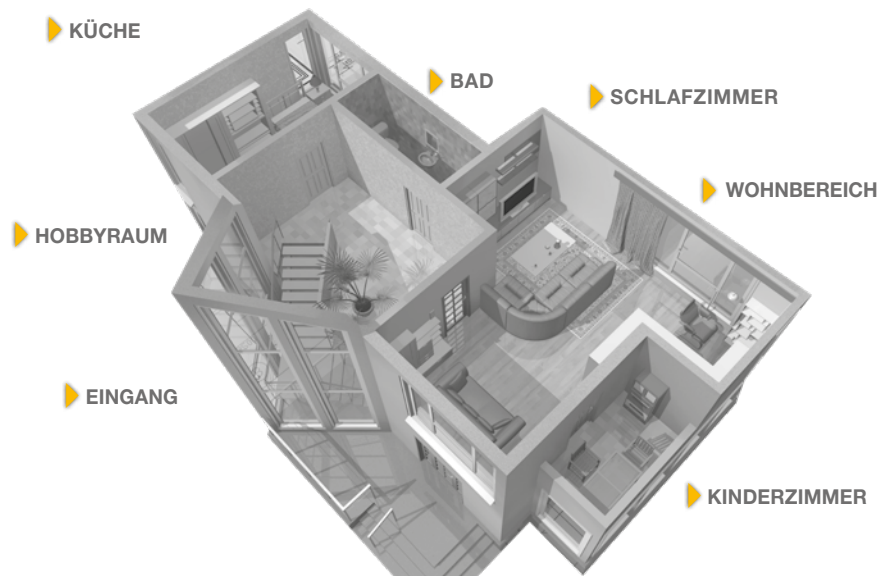 KÜCHE
BAD
SCHLAFZIMMER
WOHNBEREICH
HOBBYRAUM
EINGANG
KINDERZIMMER